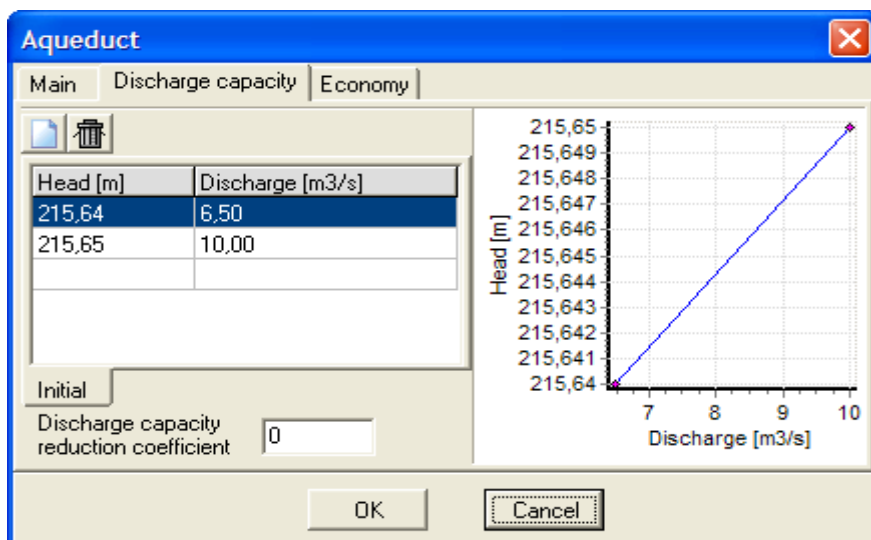 Aqueduct
Main Discharge capacity Economy
Head [m] Discharge [m3/s]
215,64 6,50
215,65 10,00
Initial
Discharge capacity
reduction coefficient 0
215,65
215,649
215,648
215,647
215,646
215,645
215,644
215,643
215,642
215,641
215,64
Head [m]
7 8 9 10
Discharge [m3/s]
OK Cancel